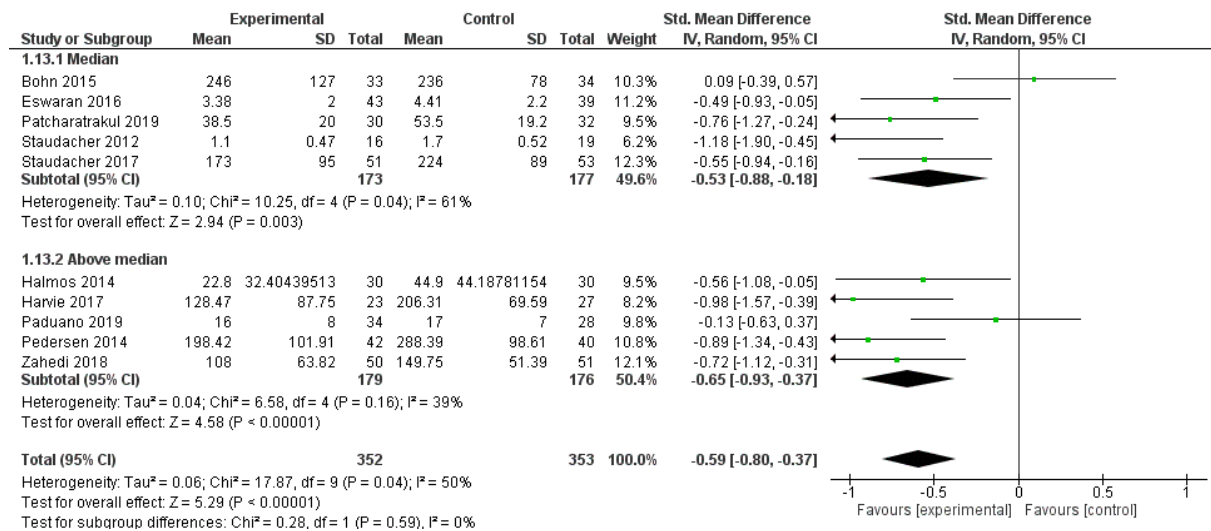 Experimental Control Std. Mean Difference Std. Mean Difference
Study or Subgroup Mean SD Total Mean SD Total Weight IV, Random, 95% CI IV, Random, 95% CI
1.13.1 Median
Bohn 2015 246 127 33 236 78 34 10.3% 0.09 [-0.39, 0.57]
Eswaran 2016 3.38 2 43 4.41 2.2 39 11.2% -0.49 [-0.93, -0.05]
Patcharatrakul 2019 38.5 20 30 53.5 19.2 32 9.5% -0.76 [-1.27, -0.24]
Staudacher 2012 1.1 0.47 16 1.7 0.52 19 6.2% -1.18 [-1.90, -0.45]
Staudacher 2017 173 95 51 224 89 53 12.3% -0.55 [-0.94, -0.16]
Subtotal (95% CI) 173 177 49.6% -0.53 [-0.88, -0.18]
Heterogeneity: Tau² = 0.10; Chi² = 10.25, df = 4 (P = 0.04); I² = 61%
Test for overall effect: Z = 2.94 (P = 0.003)
1.13.2 Above median
Halmos 2014 22.8 32.40439513 30 44.9 44.18781154 30 9.5% -0.56 [-1.08, -0.05]
Harvie 2017 128.47 87.75 23 206.31 69.59 27 8.2% -0.98 [-1.57, -0.39]
Paduano 2019 16 8 34 17 7 28 9.8% -0.13 [-0.63, 0.37]
Pedersen 2014 198.42 101.91 42 288.39 98.61 40 10.8% -0.89 [-1.34, -0.43]
Zahedi 2018 108 63.82 50 149.75 51.39 51 12.1% -0.72 [-1.12, -0.31]
Subtotal (95% CI) 179 176 50.4% -0.65 [-0.93, -0.37]
Heterogeneity: Tau² = 0.04; Chi² = 6.58, df = 4 (P = 0.16); I² = 39%
Test for overall effect: Z = 4.58 (P < 0.00001)
Total (95% CI) 352 353 100.0% -0.59 [-0.80, -0.37]
Heterogeneity: Tau² = 0.06; Chi² = 17.87, df = 9 (P = 0.04); I² = 50%
Test for overall effect: Z = 5.29 (P < 0.00001)
Test for subgroup differences: Chi² = 0.28, df = 1 (P = 0.59), I² = 0%
-1 -0.5 0 0.5 1
Favours [experimental] Favours [control]